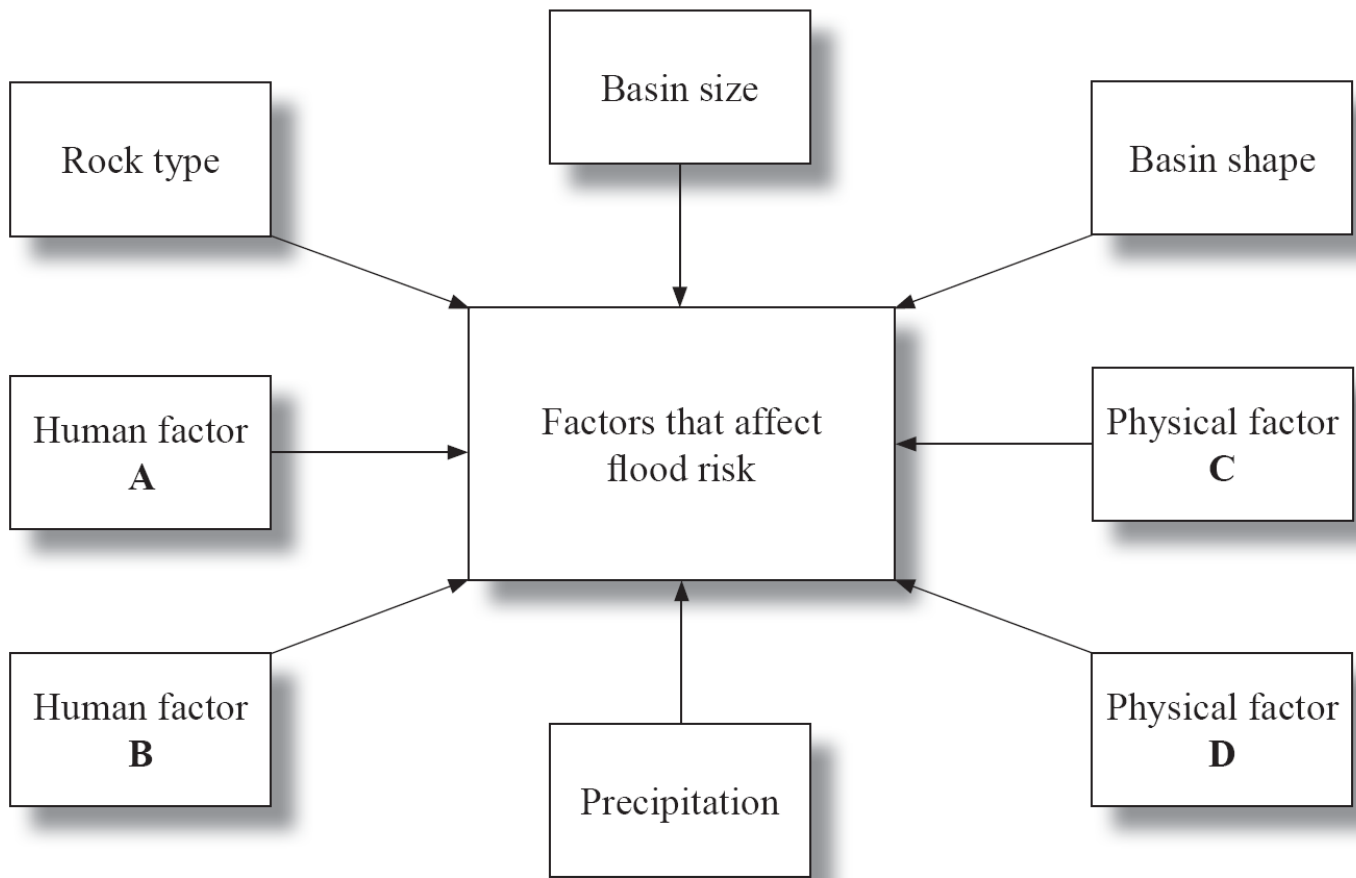 Basin size
Rock type
Basin shape
Human factor
A
Factors that affect
flood risk
Physical factor
C
Human factor
B
Precipitation
Physical factor
D